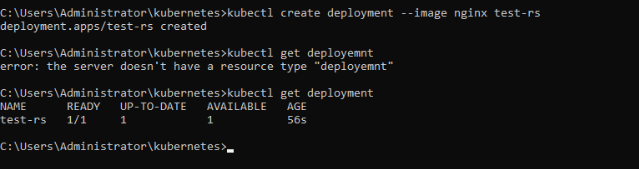 C:\Users\Administrator\kubernetes>kubectl create deployment --image nginx test-rs
deployment.apps/test-rs created
C:\Users\Administrator\kubernetes>kubectl get deployemnt
error: the server doesn't have a resource type "deployemnt"
C:\Users\Administrator\kubernetes>kubectl get deployment
NAME READY UP-TO-DATE AVAILABLE AGE
test-rs 1/1 1 1 56s
C:\Users\Administrator\kubernetes>